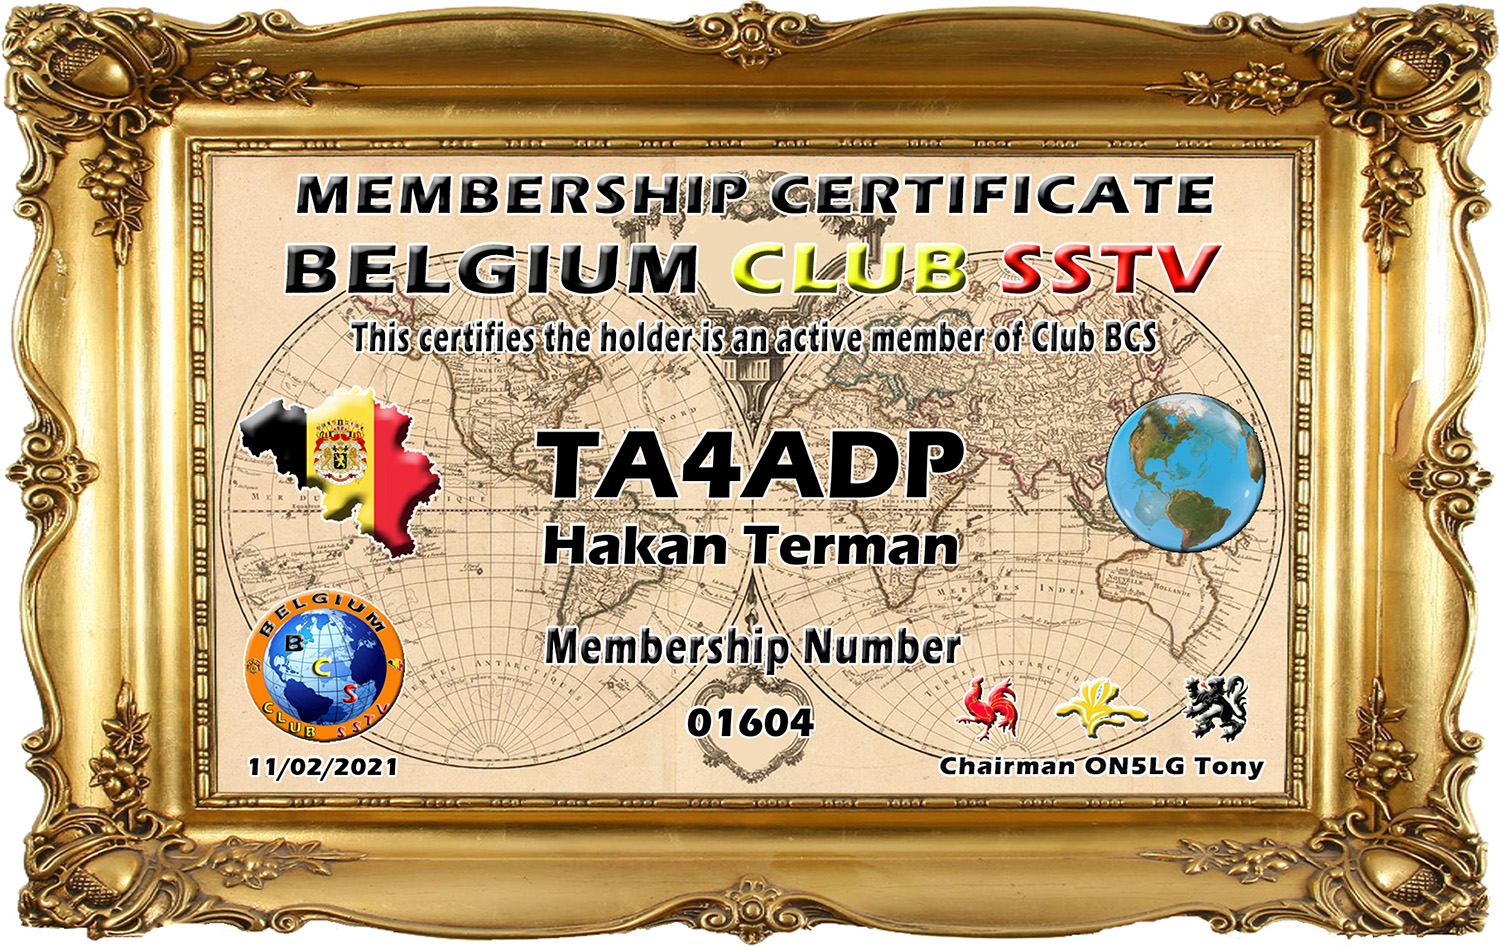 MEMBERSHIP CERTIFICATE
BELGIUM CLUB SSTV
This certifies the holder is an active member of Club BCS
TA4ADP
Hakan Terman
Membership Number
01604
BELGIUM
B
C
S
CLUB SSTV
11/02/2021
Chairman ON5LG Tony